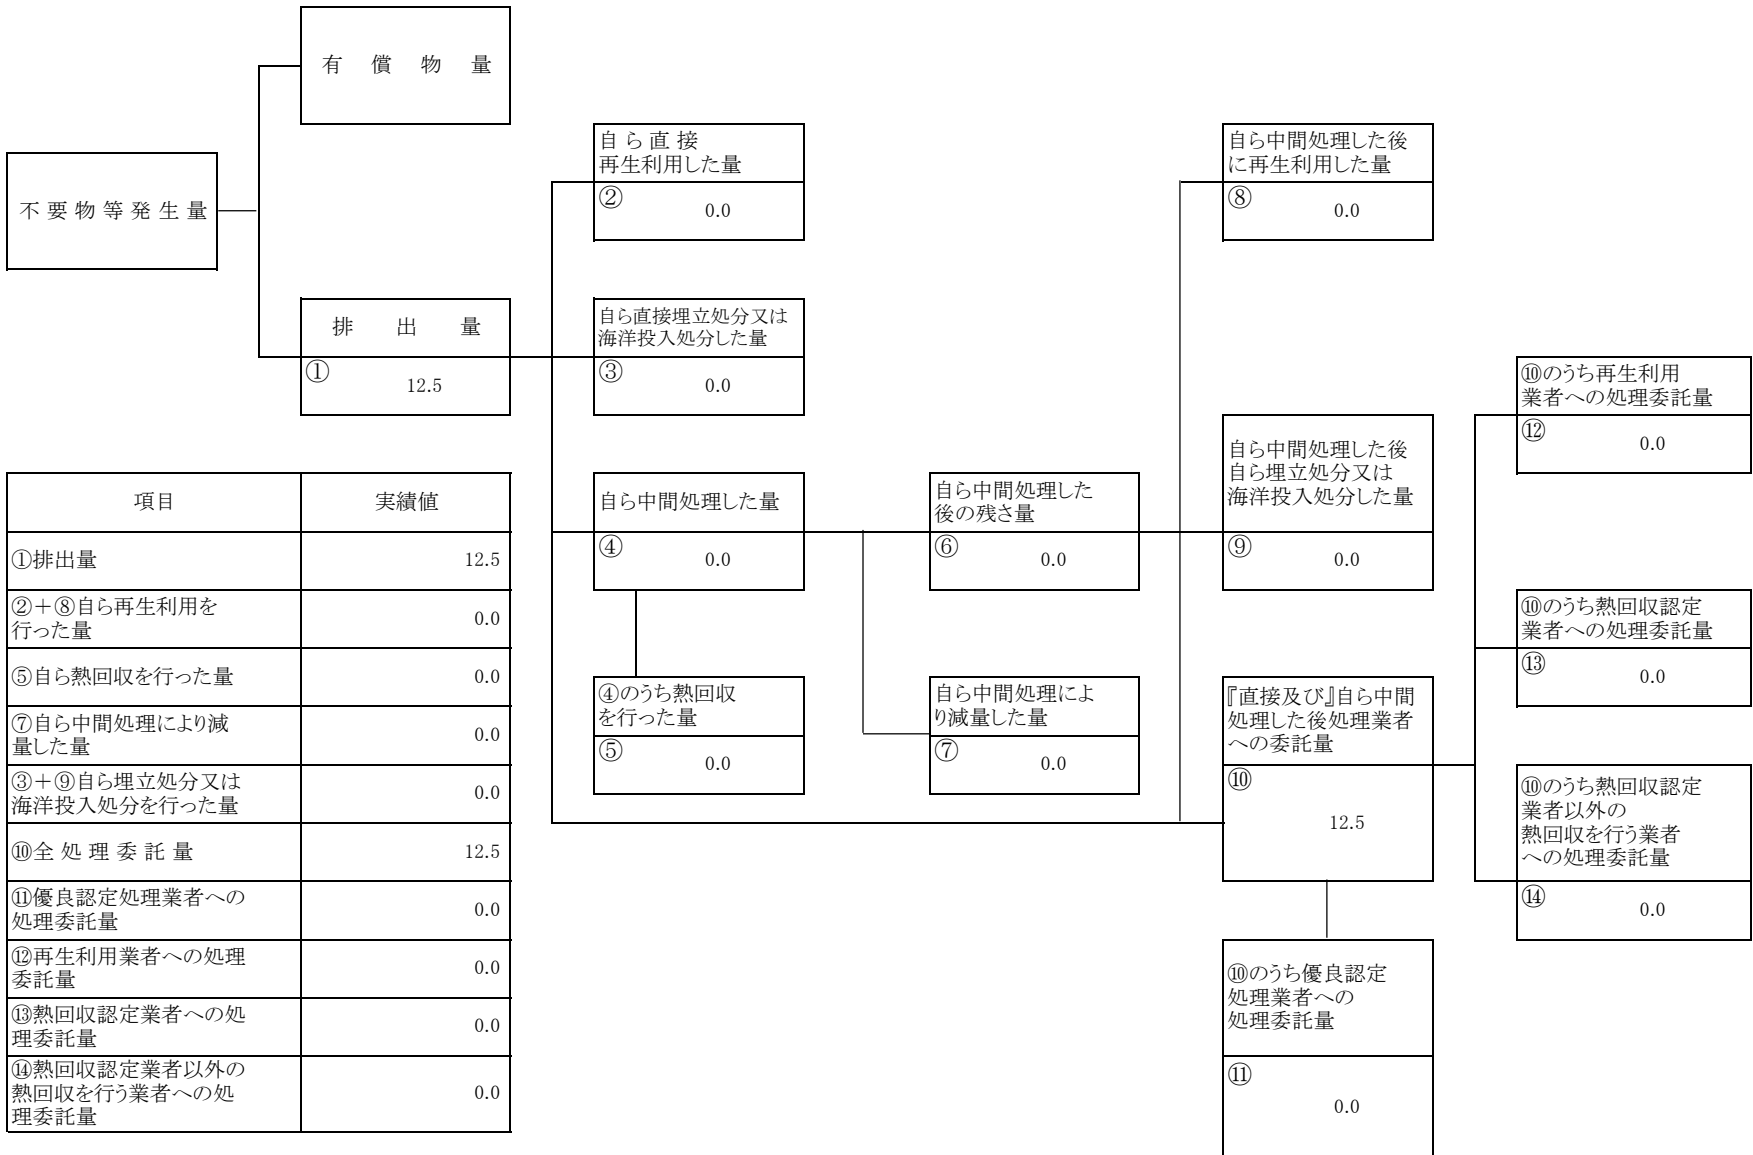 有 償 物 量
不 要 物 等 発 生 量
排 出 量
①
12.5
自 ら 直 接
再生利用した量
②
0.0
自ら直接埋立処分又は
海洋投入処分した量
③
0.0
自ら中間処理した量
④
0.0
④のうち熱回収
を行った量
⑤
0.0
自ら中間処理した
後の残さ量
⑥
0.0
自ら中間処理によ
り減量した量
⑦
0.0
自ら中間処理した後
に再生利用した量
⑧
0.0
自ら中間処理した後
自ら埋立処分又は
海洋投入処分した量
⑨
0.0
『直接及び』自ら中間
処理した後処理業者
への委託量
⑩
12.5
⑩のうち優良認定
処理業者への
処理委託量
⑪
0.0
⑩のうち再生利用
業者への処理委託量
⑫
0.0
⑩のうち熱回収認定
業者への処理委託量
⑬
0.0
⑩のうち熱回収認定
業者以外の
熱回収を行う業者
への処理委託量
⑭
0.0
項目 実績値
①排出量 12.5
②＋⑧自ら再生利用を
行った量 0.0
⑤自ら熱回収を行った量 0.0
⑦自ら中間処理により減
量した量 0.0
③＋⑨自ら埋立処分又は
海洋投入処分を行った量 0.0
⑩全 処 理 委 託 量 12.5
⑪優良認定処理業者への
処理委託量 0.0
⑫再生利用業者への処理
委託量 0.0
⑬熱回収認定業者への処
理委託量 0.0
⑭熱回収認定業者以外の
熱回収を行う業者への処
理委託量 0.0